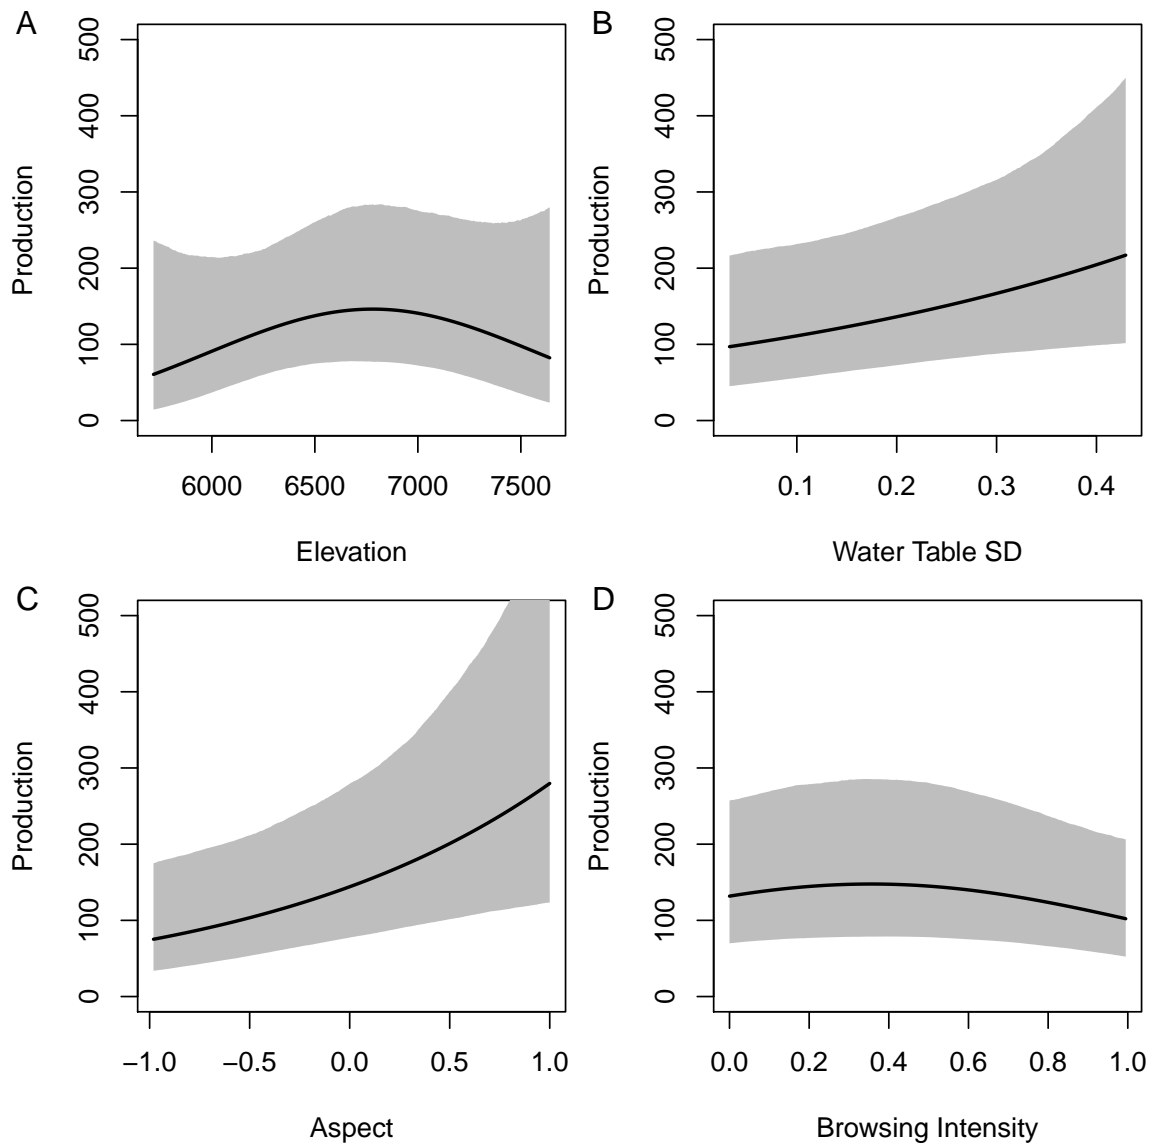 A
Production
0 100 200 300 400 500
6000 6500 7000 7500
Elevation
B
Production
0 100 200 300 400 500
0.1 0.2 0.3 0.4
Water Table SD
C
Production
0 100 200 300 400 500
−1.0 −0.5 0.0 0.5 1.0
Aspect
D
Production
0 100 200 300 400 500
0.0 0.2 0.4 0.6 0.8 1.0
Browsing Intensity